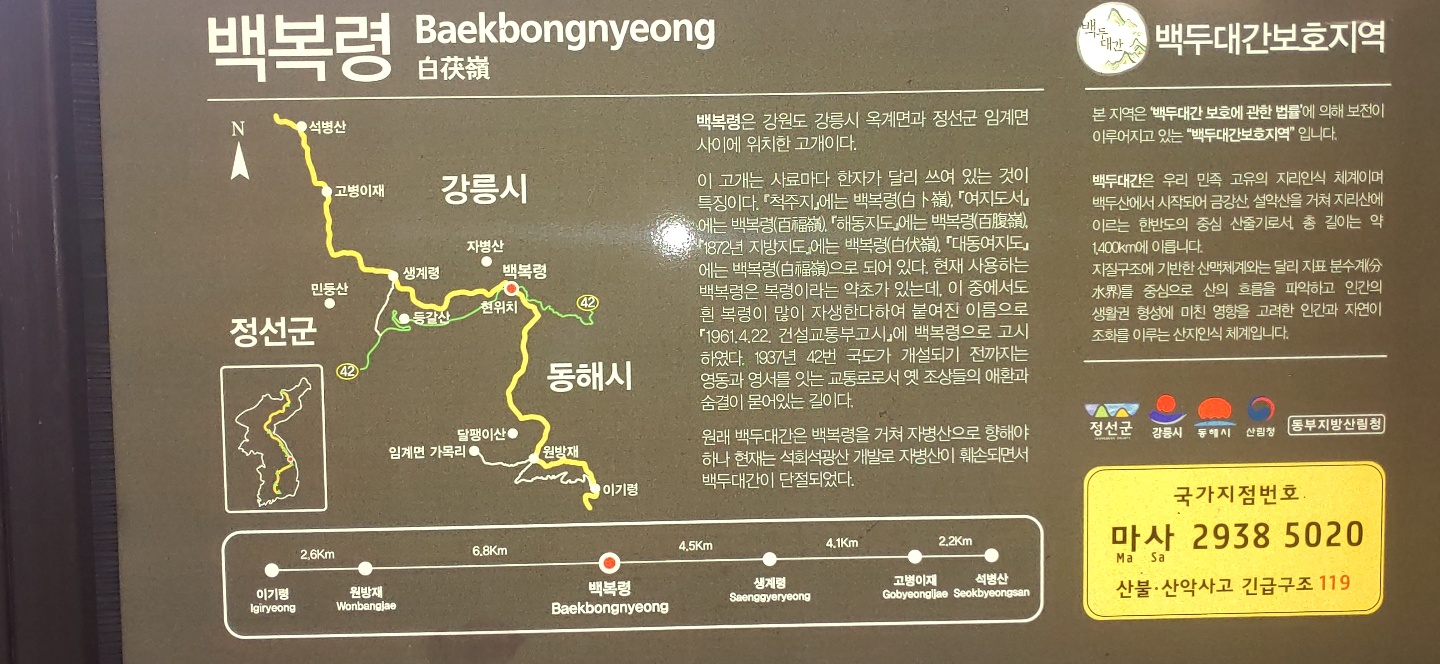 백복령
Baekbongnyeong
白茯嶺
백두
대간
백두대간보호지역
N
석병산
고병이재
강릉시
자병산
생계령
백복령
현위치
42
민둥산
둥갈산
정선군
42
동해시
달팽이산
임계면 가목리
원방재
이기령
백복령은 강원도 강릉시 옥계면과 정선군 임계면
사이에 위치한 고개이다.
이 고개는 사료마다 한자가 달리 쓰여 있는 것이
특징이다. 『척주지』에는 백복령(白卜嶺), 『여지도서』
에는 백복령(百福嶺), 『해동지도』에는 백복령(百腹嶺),
『1872년 지방지도』에는 백복령(白伏嶺), 『대동여지도』
에는 백복령(白福嶺)으로 되어 있다. 현재 사용하는
백복령은 복령이라는 약초가 있는데, 이 중에서도
흰 복령이 많이 자생한다하여 붙여진 이름으로
『1961.4.22. 건설교통부고시』에 백복령으로 고시
하였다. 1937년 42번 국도가 개설되기 전까지는
영동과 영서를 잇는 교통로로서 옛 조상들의 애환과
숨결이 묻어있는 길이다.
원래 백두대간은 백복령을 거쳐 자병산으로 향해야
하나 현재는 석회석광산 개발로 자병산이 훼손되면서
백두대간이 단절되었다.
본 지역은 '백두대간 보호에 관한 법률'에 의해 보전이
이루어지고 있는 "백두대간보호지역" 입니다.
백두대간은 우리 민족 고유의 지리인식 체계이며
백두산에서 시작되어 금강산, 설악산을 거쳐 지리산에
이르는 한반도의 중심 산줄기로서, 총 길이는 약
1,400km에 이릅니다.
지질구조에 기반한 산맥체계와는 달리 지표 분수계(分
水界)를 중심으로 산의 흐름을 파악하고 인간의
생활권 형성에 미친 영향을 고려한 인간과 자연이
조화를 이루는 산지인식 체계입니다.
정선군 강릉시 동해시 산림청 동부지방산림청
국가지점번호
마사 2938 5020
Ma Sa
산불·산악사고 긴급구조 119
2.6Km 6.8Km 4.5Km 4.1Km 2.2Km
이기령 원방재 백복령 생계령 고병이재 석병산
Igiryeong Wonbangjae Baekbongnyeong Saenggyeryeong Gobyeongijae Seokbyeongsan